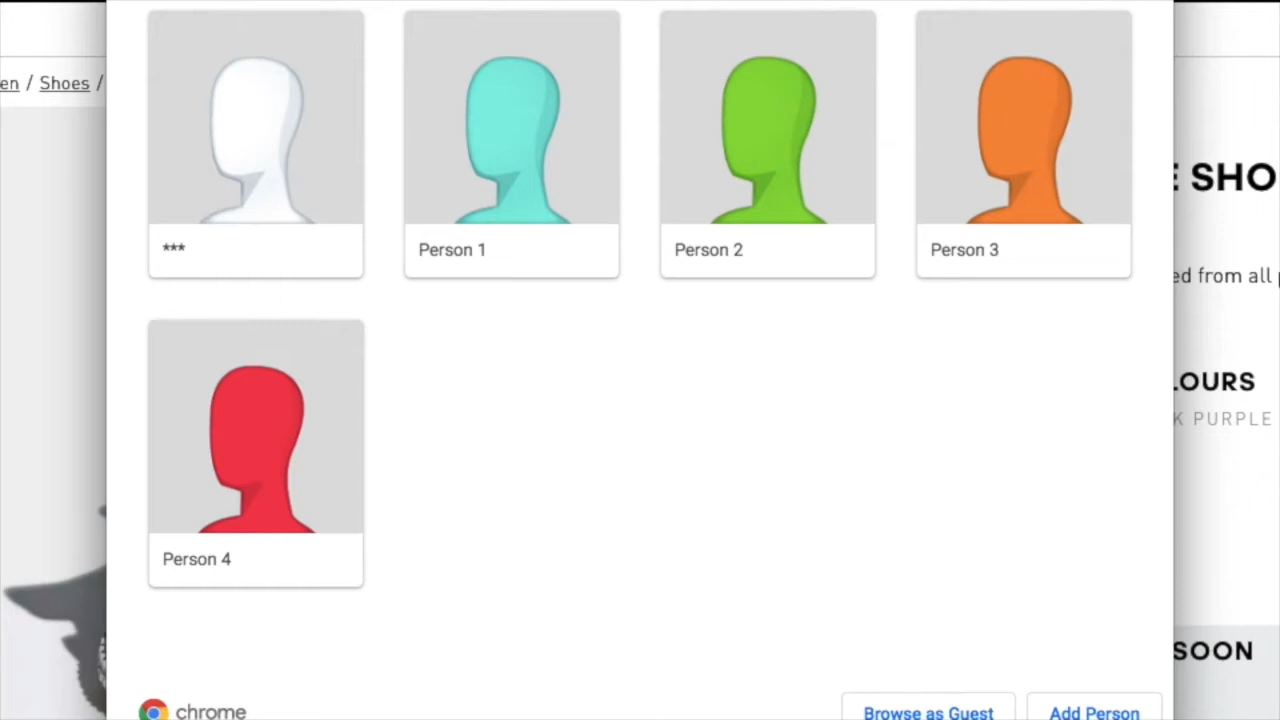 en / Shoes /
E SHO
*** Person 1 Person 2 Person 3
ed from all
LOURS
K PURPLE
Person 4
SOON
chrome Browse as Guest Add Person